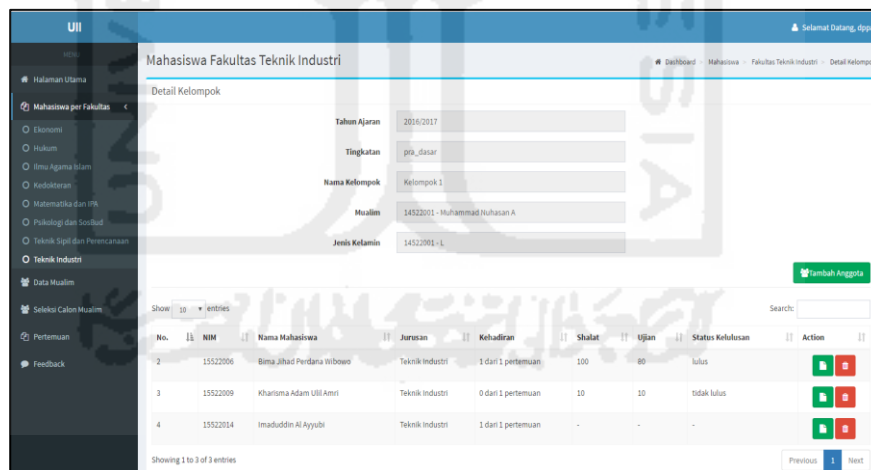 UII
Selamat Datang, dpp
MENU
Halaman Utama
Mahasiswa per Fakultas
Ekonomi
Hukum
Ilmu Agama Islam
Kedokteran
Matematika dan IPA
Psikologi dan SosBud
Teknik Sipil dan Perencanaan
Teknik Industri
Data Mualim
Seleksi Calon Mualim
Pertemuan
Feedback
Mahasiswa Fakultas Teknik Industri
Dashboard > Mahasiswa > Fakultas Teknik Industri > Detail Kelompo
Detail Kelompok
Tahun Ajaran 2016/2017
Tingkatan pra_dasar
Nama Kelompok Kelompok 1
Mualim 14522001 - Muhammad Nuhasan A
Jenis Kelamin 14522001 - L
Tambah Anggota
Show 10 entries Search:
No. NIM Nama Mahasiswa Jurusan Kehadiran Shalat Ujian Status Kelulusan Action
2 15522006 Bima Jihad Perdana Wibowo Teknik Industri 1 dari 1 pertemuan 100 80 lulus
3 15522009 Kharisma Adam Ulil Amri Teknik Industri 0 dari 1 pertemuan 10 10 tidak lulus
4 15522014 Imaduddin Al Ayyubi Teknik Industri 1 dari 1 pertemuan - - -
Showing 1 to 3 of 3 entries Previous 1 Next